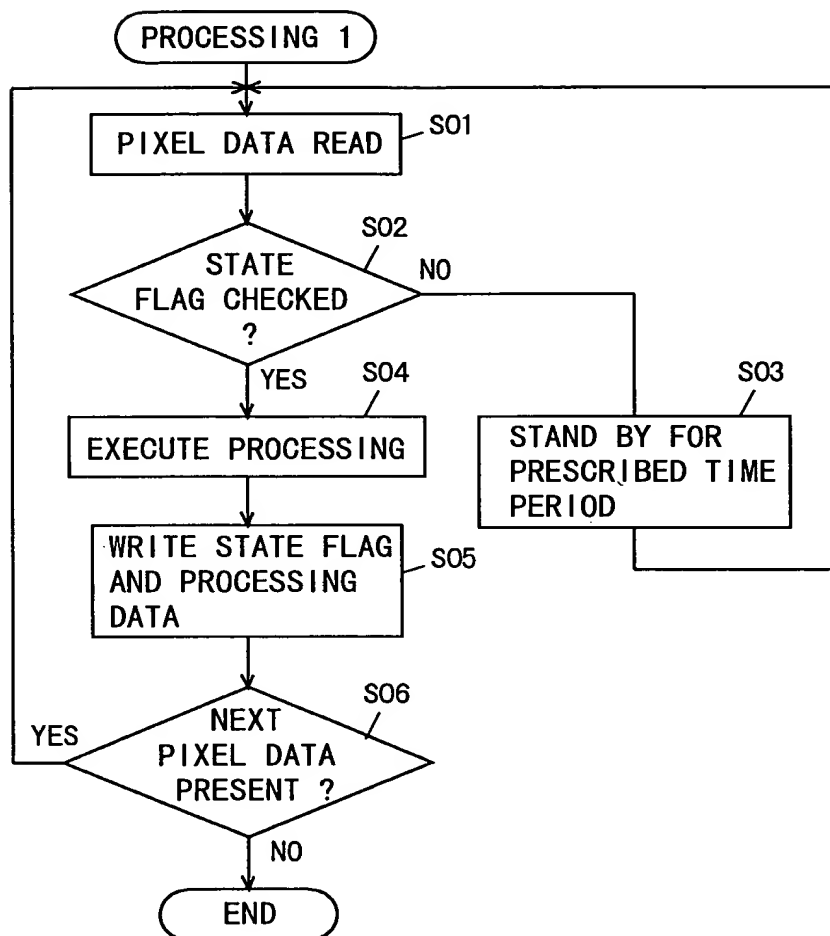 PROCESSING 1
PIXEL DATA READ
S01
S02
STATE
FLAG CHECKED
?
NO
YES
S04
S03
EXECUTE PROCESSING
STAND BY FOR
PRESCRIBED TIME
PERIOD
WRITE STATE FLAG
AND PROCESSING
DATA
S05
S06
YES
NEXT
PIXEL DATA
PRESENT ?
NO
END